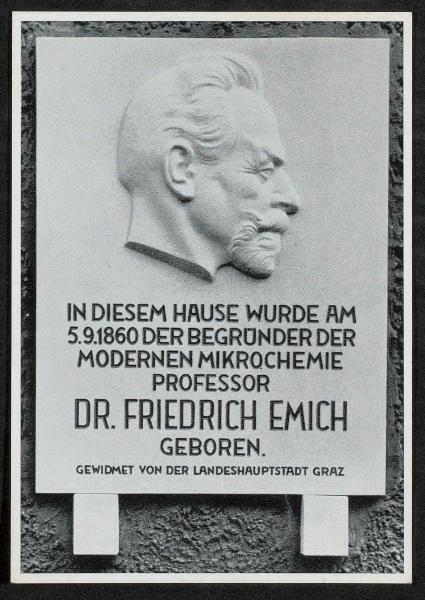 IN DIESEM HAUSE WURDE AM
5.9.1860 DER BEGRÜNDER DER
MODERNEN MIKROCHEMIE
PROFESSOR
DR. FRIEDRICH EMICH
GEBOREN.
GEWIDMET VON DER LANDESHAUPTSTADT GRAZ